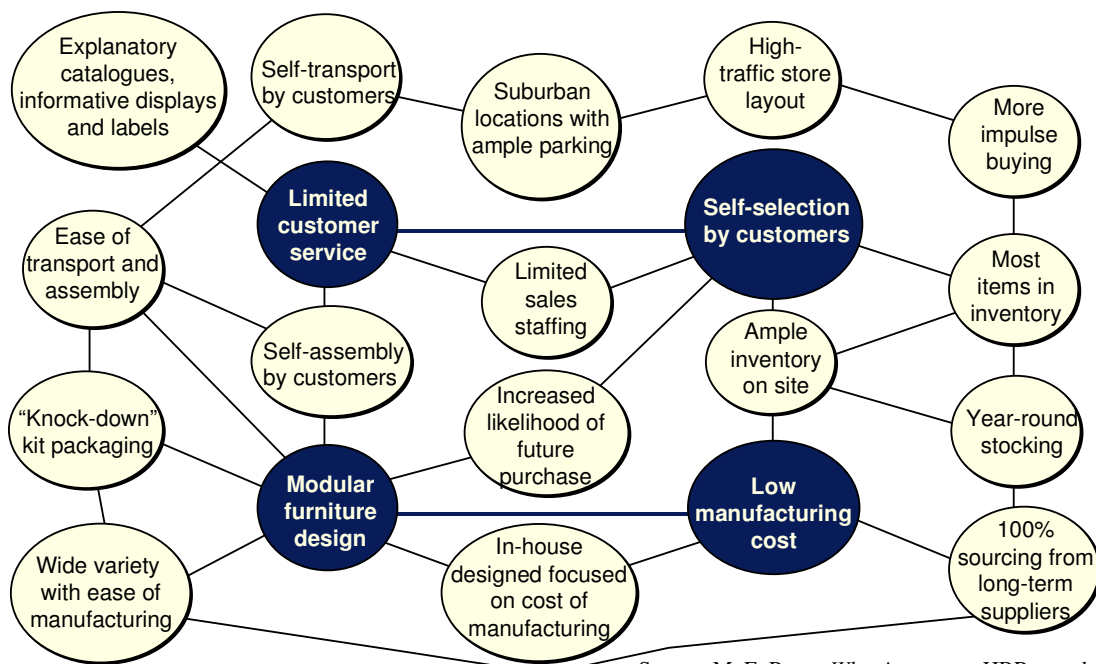 Explanatory
catalogues,
informative displays
and labels
Self-transport
by customers
Suburban
locations with
ample parking
High-
traffic store
layout
More
impulse
buying
Limited
customer
service
Self-selection
by customers
Ease of
transport and
assembly
Limited
sales
staffing
Most
items in
inventory
Self-assembly
by customers
Ample
inventory
on site
"Knock-down"
kit packaging
Increased
likelihood of
future
purchase
Year-round
stocking
Modular
furniture
design
Low
manufacturing
cost
Wide variety
with ease of
manufacturing
In-house
designed focused
on cost of
manufacturing
100%
sourcing from
long-term
suppliers